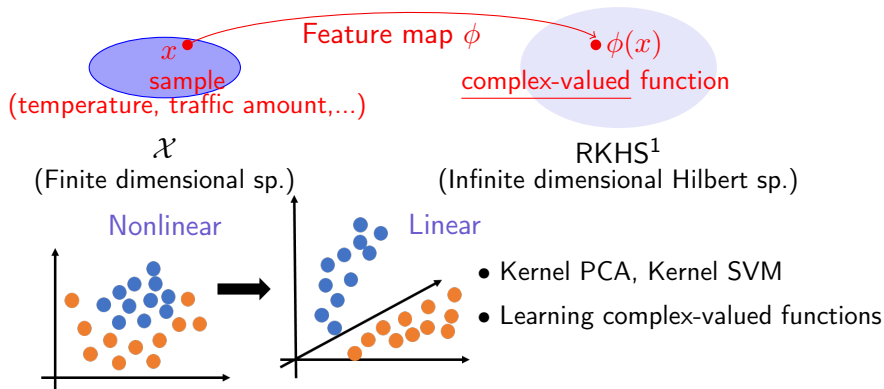 Feature map ϕ
x
ϕ(x)
sample
complex-valued function
(temperature, traffic amount,...)
𝒳
RKHS¹
(Finite dimensional sp.)
(Infinite dimensional Hilbert sp.)
Nonlinear
Linear
• Kernel PCA, Kernel SVM
• Learning complex-valued functions